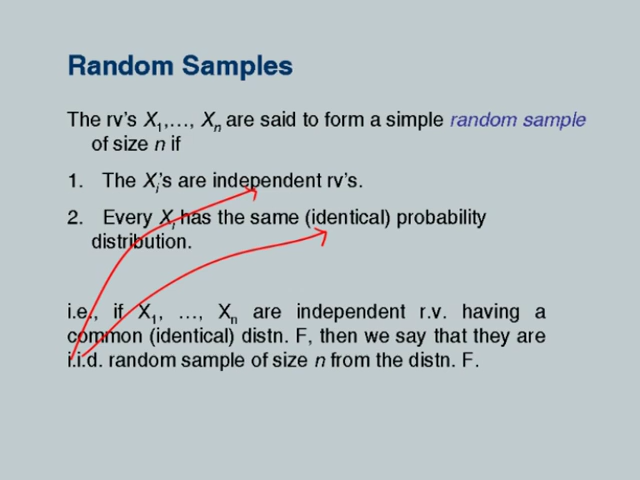 Random Samples
The rv's X1,…, Xn are said to form a simple random sample
of size n if
1. The Xi's are independent rv's.
2. Every Xi has the same (identical) probability
distribution.
i.e., if X1, …, Xn are independent r.v. having a
common (identical) distn. F, then we say that they are
i.i.d. random sample of size n from the distn. F.